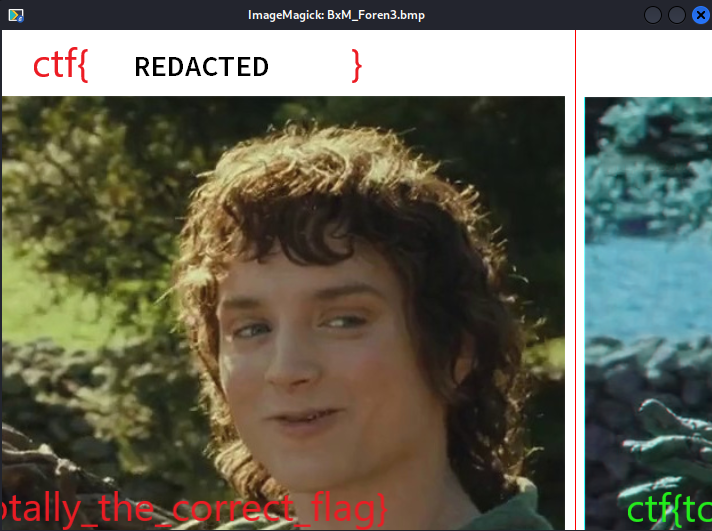 ImageMagick: BxM_Foren3.bmp
ctf{ REDACTED }
otally_the_correct_flag} ctf{to